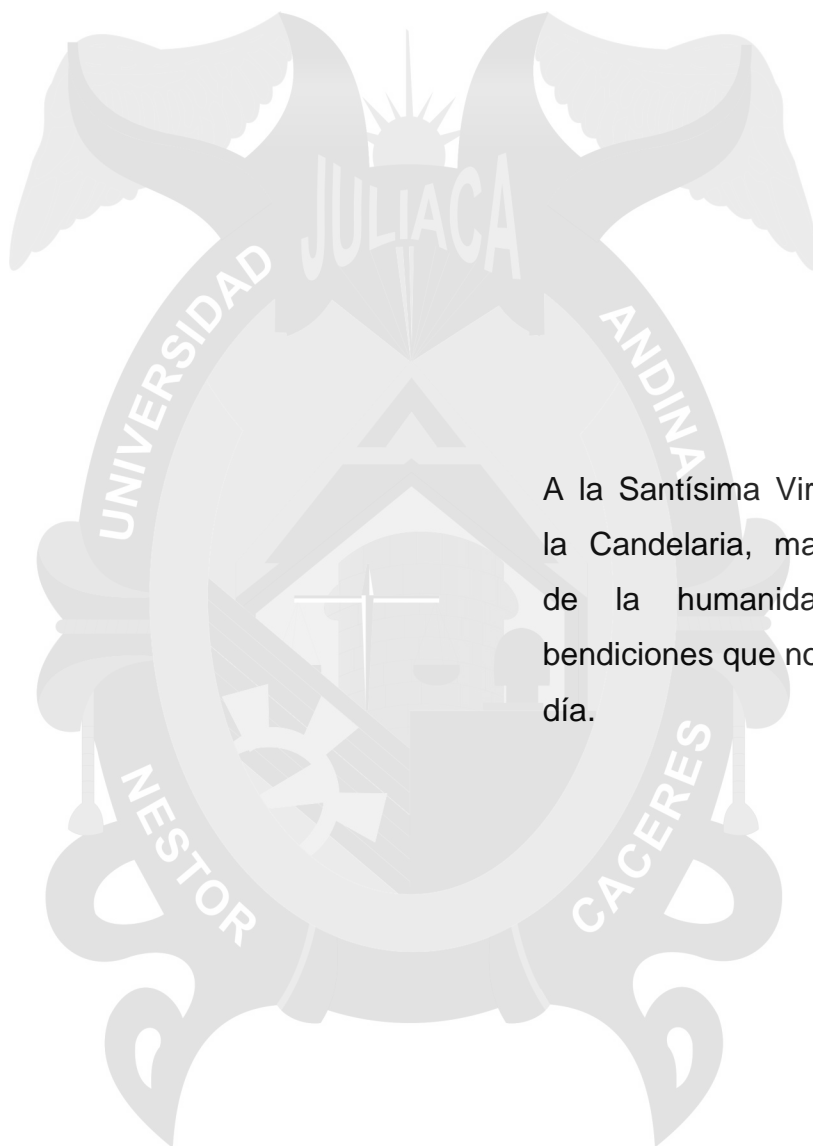 JULIACA
UNIVERSIDAD
ANDINA
A la Santísima Vir
la Candelaria, ma
de la humanida
bendiciones que no
día.
NESTOR
CACERES